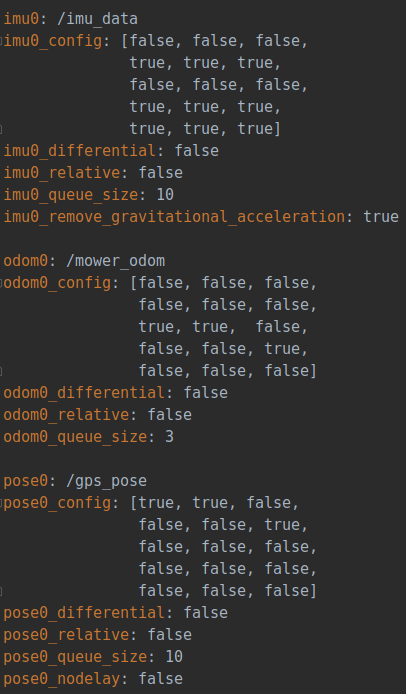 imu0: /imu_data
imu0_config: [false, false, false,
true, true, true,
false, false, false,
true, true, true,
true, true, true]
imu0_differential: false
imu0_relative: false
imu0_queue_size: 10
imu0_remove_gravitational_acceleration: true
odom0: /mower_odom
odom0_config: [false, false, false,
false, false, false,
true, true,  false,
false, false, true,
false, false, false]
odom0_differential: false
odom0_relative: false
odom0_queue_size: 3
pose0: /gps_pose
pose0_config: [true, true, false,
false, false, true,
false, false, false,
false, false, false,
false, false, false]
pose0_differential: false
pose0_relative: false
pose0_queue_size: 10
pose0_nodelay: false